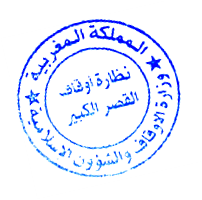 المملكة المغربية
وزارة الأوقاف والشؤون الإسلامية
نظارة أوقاف
القصر الكبير